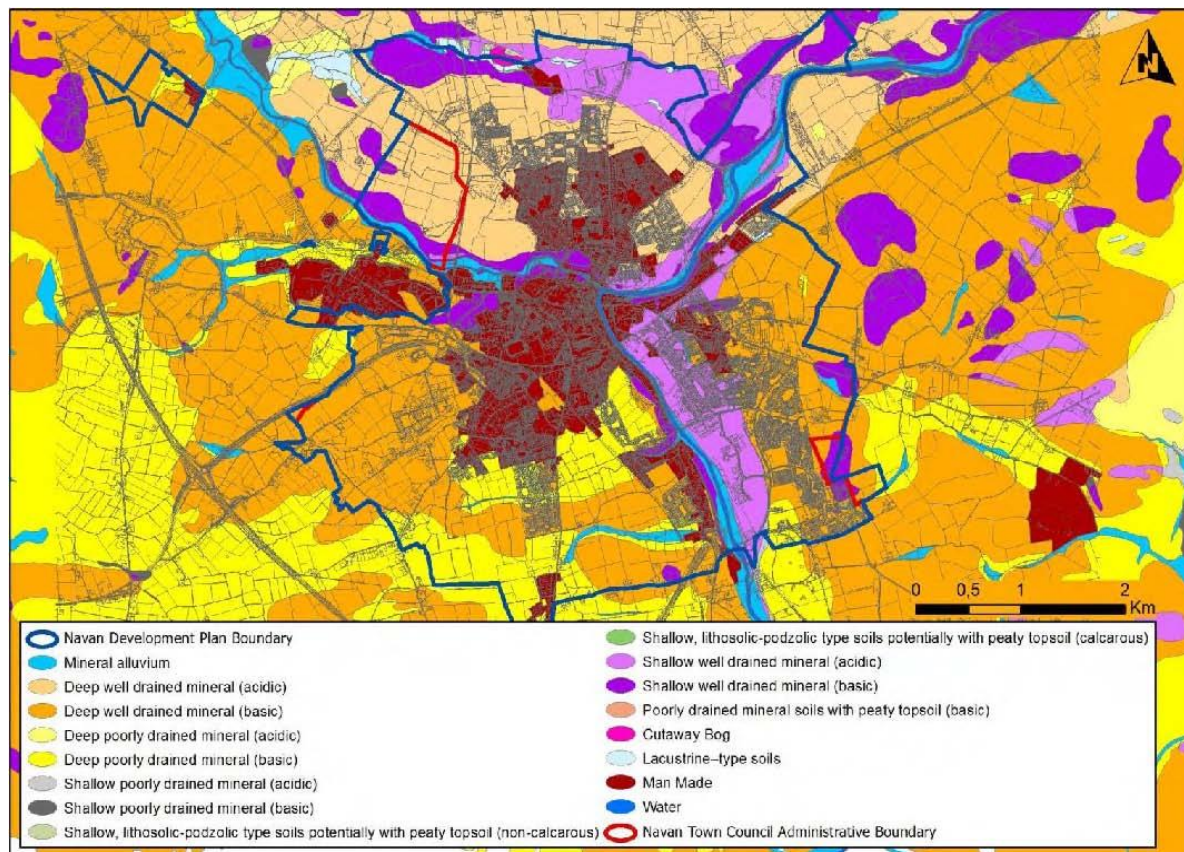 N
0 0,5 1 2
Km
Navan Development Plan Boundary
Mineral alluvium
Deep well drained mineral (acidic)
Deep well drained mineral (basic)
Deep poorly drained mineral (acidic)
Deep poorly drained mineral (basic)
Shallow poorly drained mineral (acidic)
Shallow poorly drained mineral (basic)
Shallow, lithosolic-podzolic type soils potentially with peaty topsoil (non-calcarous)
Shallow, lithosolic-podzolic type soils potentially with peaty topsoil (calcarous)
Shallow well drained mineral (acidic)
Shallow well drained mineral (basic)
Poorly drained mineral soils with peaty topsoil (basic)
Cutaway Bog
Lacustrine–type soils
Man Made
Water
Navan Town Council Administrative Boundary